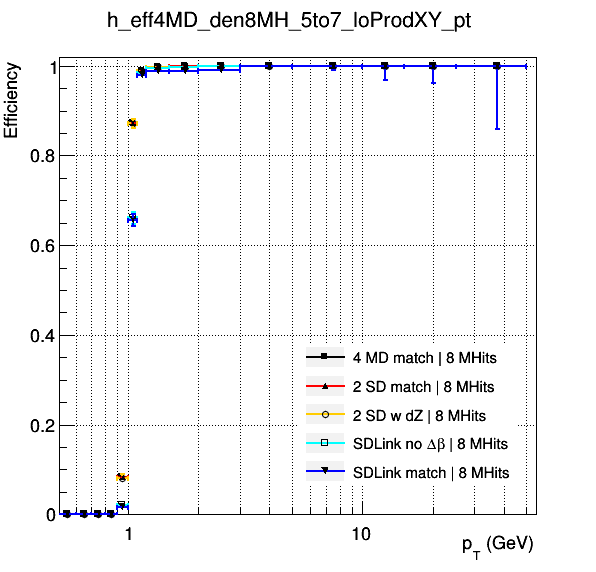 h_eff4MD_den8MH_5to7_loProdXY_pt
Efficiency
1
0.8
0.6
0.4
0.2
0
4 MD match | 8 MHits
2 SD match | 8 MHits
2 SD w dZ | 8 MHits
SDLink no Δβ | 8 MHits
SDLink match | 8 MHits
1
10
p_T (GeV)